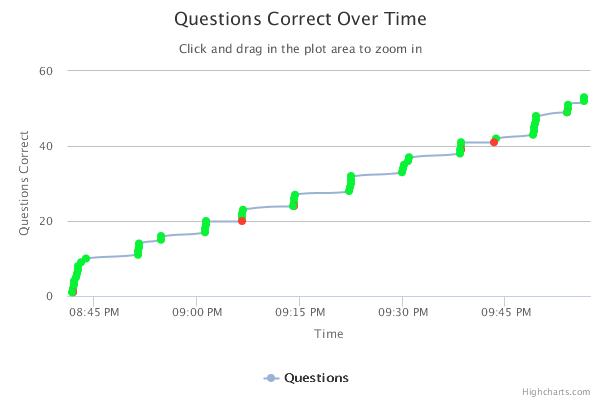 Questions Correct Over Time
Click and drag in the plot area to zoom in
Questions Correct
60
40
20
0
08:45 PM 09:00 PM 09:15 PM 09:30 PM 09:45 PM
Time
Questions
Highcharts.com